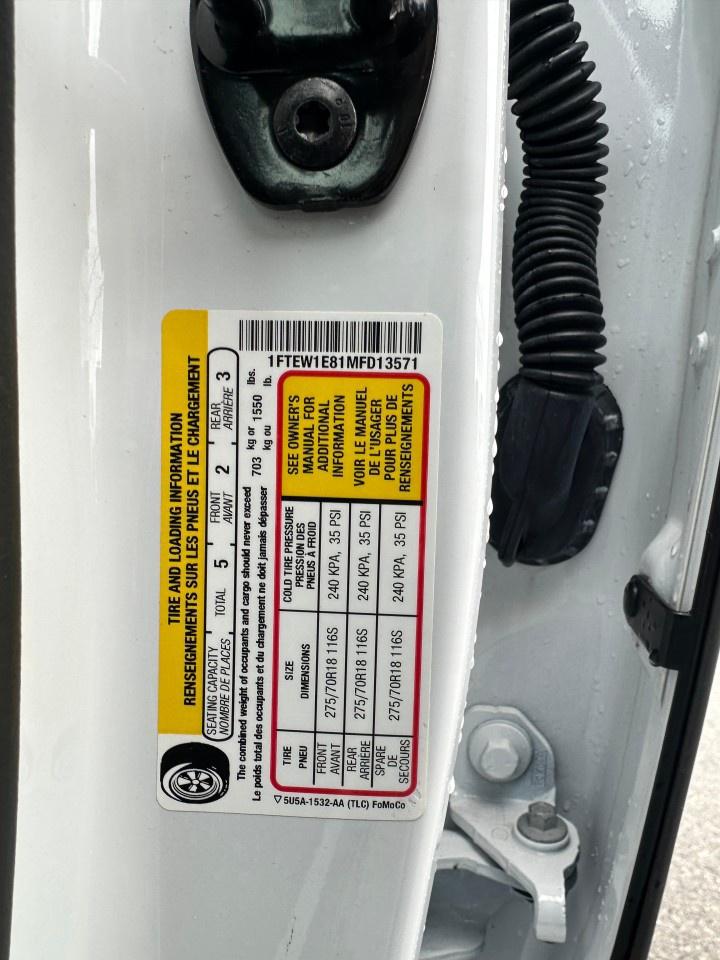 1FTEW1E81MFD13571
TIRE AND LOADING INFORMATION
RENSEIGNEMENTS SUR LES PNEUS ET LE CHARGEMENT
SEATING CAPACITY
NOMBRE DE PLACES
TOTAL 5
FRONT
AVANT
2
REAR
ARRIÈRE
3
The combined weight of occupants and cargo should never exceed 703 kg or 1550 lbs.
Le poids total des occupants et du chargement ne doit jamais dépasser kg ou lb.
TIRE
PNEU
SIZE
DIMENSIONS
COLD TIRE PRESSURE
PRESSION DES
PNEUS À FROID
FRONT
AVANT
275/70R18 116S
240 KPA, 35 PSI
REAR
ARRIÈRE
275/70R18 116S
240 KPA, 35 PSI
SPARE
DE
SECOURS
275/70R18 116S
240 KPA, 35 PSI
SEE OWNER'S
MANUAL FOR
ADDITIONAL
INFORMATION
VOIR LE MANUEL
DE L'USAGER
POUR PLUS DE
RENSEIGNEMENTS
▽ 5U5A-1532-AA (TLC) FoMoCo